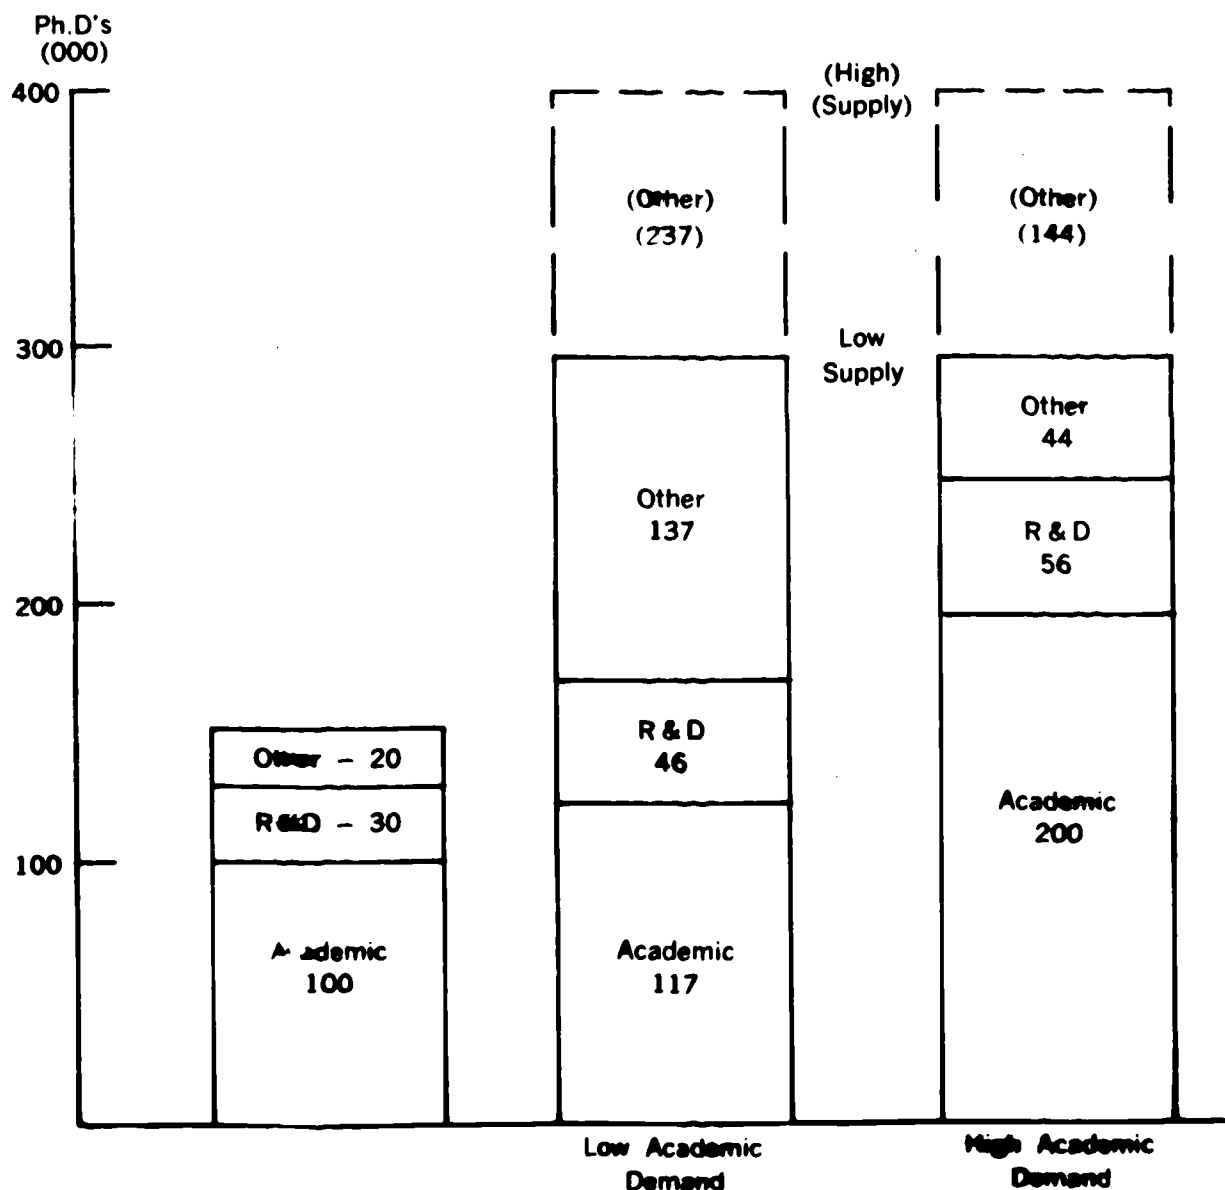 Ph.D's
(000)
400
300
200
100
Other – 20
R&D – 30
Academic
100
(Other)
(237)
Other
137
R & D
46
Academic
117
Low Academic
Demand
(High)
(Supply)
Low
Supply
(Other)
(144)
Other
44
R & D
56
Academic
200
High Academic
Demand